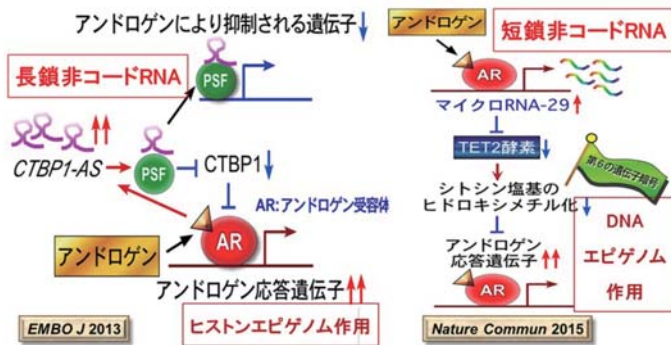 アンドロゲンにより抑制される遺伝子
長鎖非コードRNA
PSF
CTBP1-AS
PSF
CTBP1
AR:アンドロゲン受容体
AR
アンドロゲン
アンドロゲン応答遺伝子
ヒストンエピゲノム作用
EMBO J 2013
アンドロゲン
短鎖非コードRNA
AR
マイクロRNA-29
TET2酵素
第6の遺伝子暗号
シトシン塩基の
ヒドロキシメチル化
アンドロゲン
応答遺伝子
AR
DNA
エピゲノム
作用
Nature Commun 2015